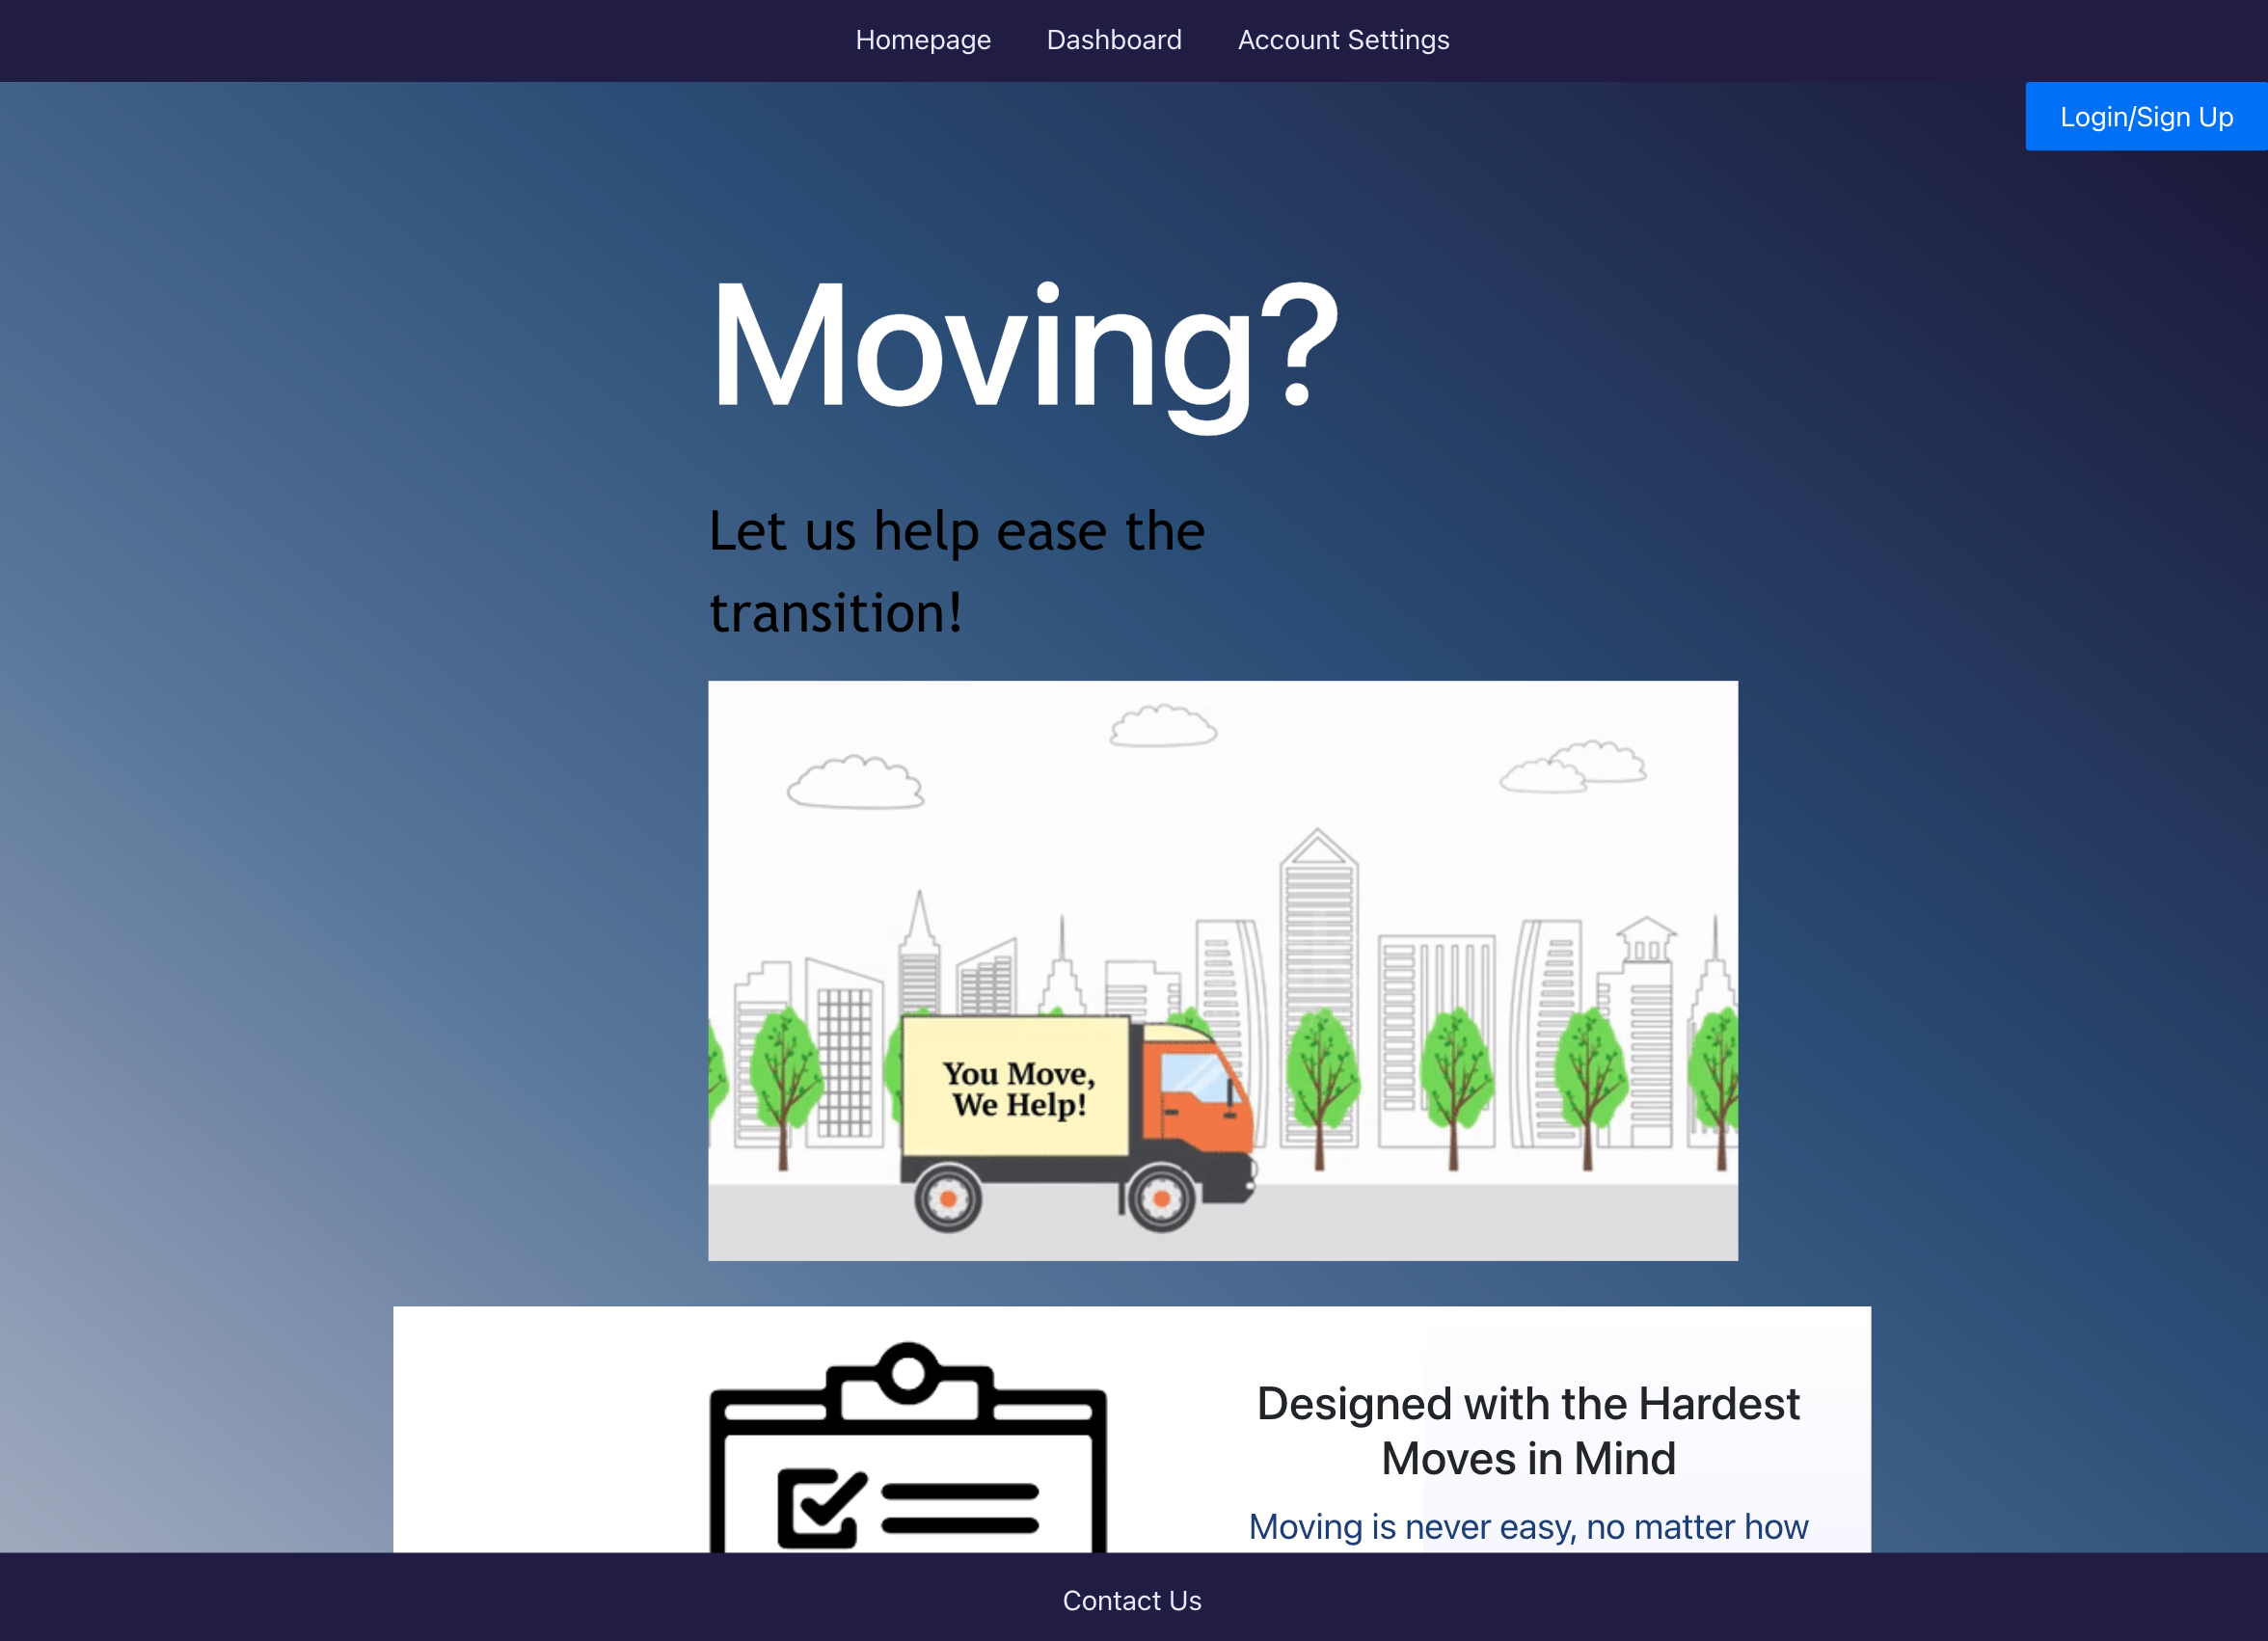 Homepage Dashboard Account Settings
Login/Sign Up
Moving?
Let us help ease the
transition!
You Move,
We Help!
Designed with the Hardest
Moves in Mind
Moving is never easy, no matter how
Contact Us